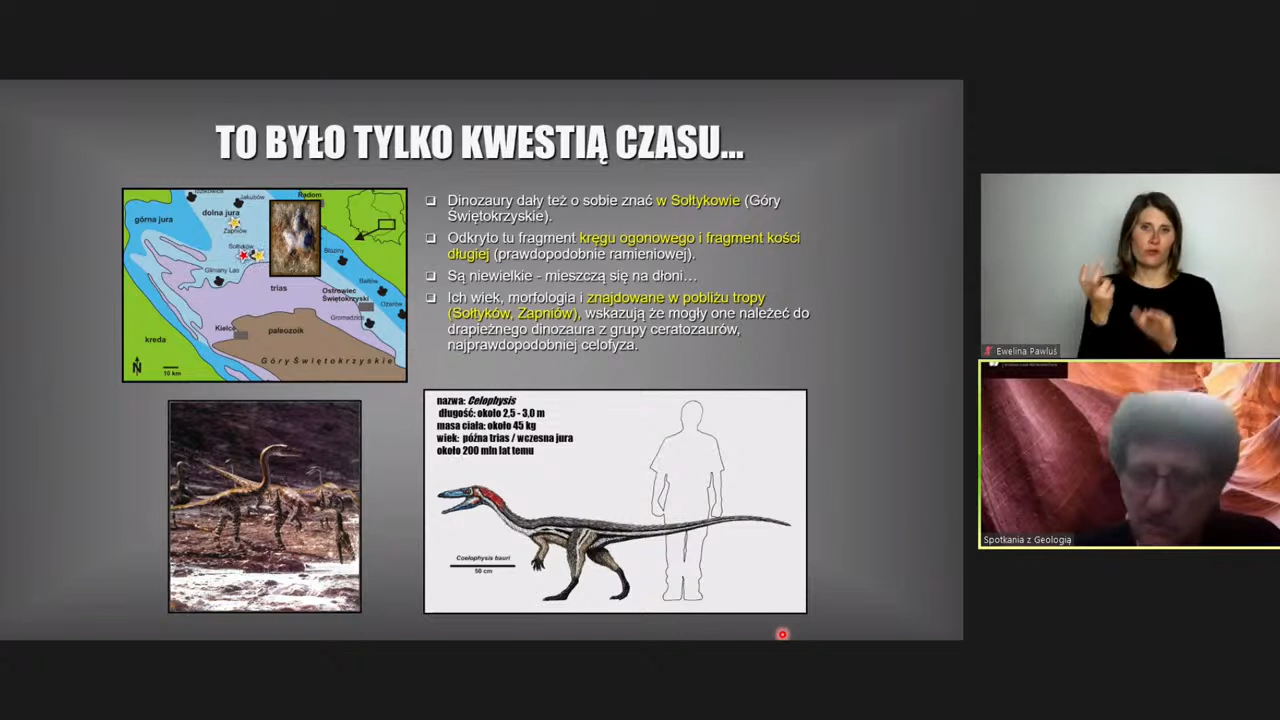 TO BYŁO TYLKO KWESTIĄ CZASU...
Jakubów
Radom
górna jura
dolna jura
Zapniów
Sołtyków
Gliniany Las
Błaziny
Bałtów
trias
Ostrowiec
Świętokrzyski
Ożarów
Gromadzice
Kielce
paleozoik
kreda
N
10 km
Góry Świętokrzyskie
❑ Dinozaury dały też o sobie znać w Sołtykowie (Góry
Świętokrzyskie).
❑ Odkryto tu fragment kręgu ogonowego i fragment kości
długiej (prawdopodobnie ramieniowej).
❑ Są niewielkie - mieszczą się na dłoni…
❑ Ich wiek, morfologia i znajdowane w pobliżu tropy
(Sołtyków, Zapniów), wskazują że mogły one należeć do
drapieżnego dinozaura z grupy ceratozaurów,
najprawdopodobniej celofyza.
nazwa: Celophysis
długość: około 2,5 - 3,0 m
masa ciała: około 45 kg
wiek: późna trias / wczesna jura
około 200 mln lat temu
Coelophysis bauri
50 cm
Ewelina Pawluś
Spotkania z Geologią